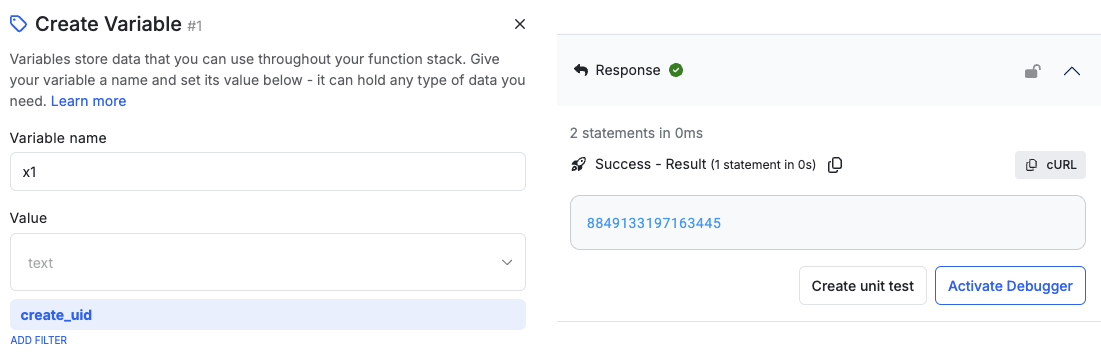 Create Variable #1
Variables store data that you can use throughout your function stack. Give
your variable a name and set its value below - it can hold any type of data you
need. Learn more
Variable name
x1
Value
text
create_uid
ADD FILTER
Response
2 statements in 0ms
Success - Result (1 statement in 0s)
cURL
8849133197163445
Create unit test
Activate Debugger